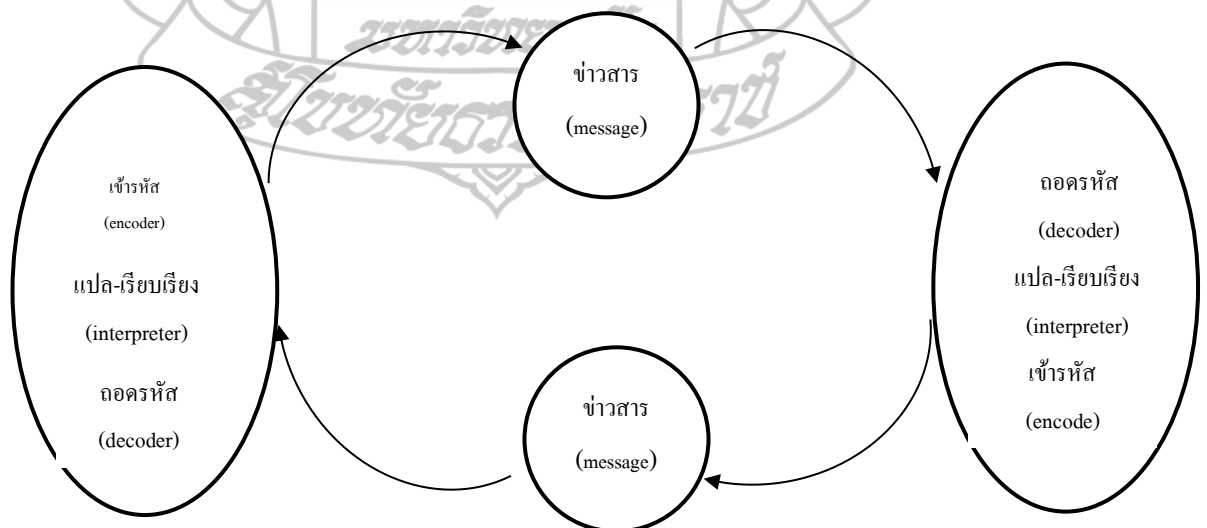 ข่าวสาร
(message)
เข้ารหัส
(encoder)
แปล-เรียบเรียง
(interpreter)
ถอดรหัส
(decoder)
ถอดรหัส
(decoder)
แปล-เรียบเรียง
(interpreter)
เข้ารหัส
(encode)
ข่าวสาร
(message)